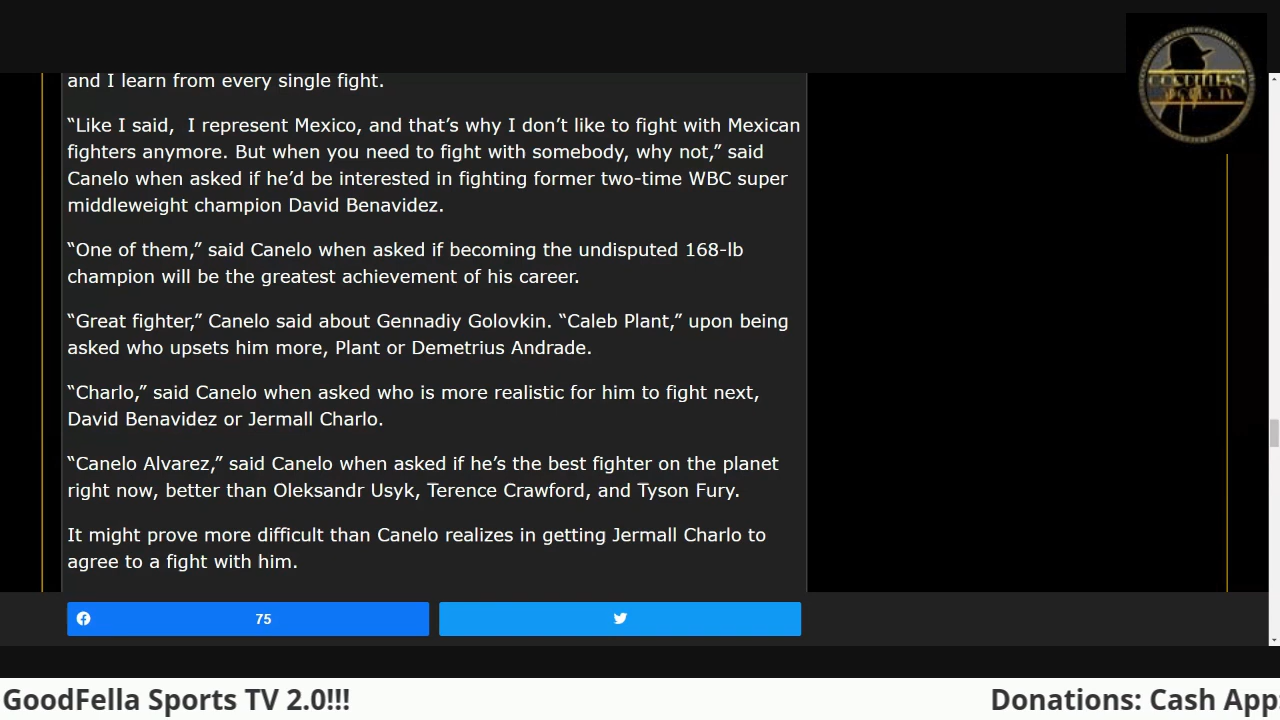 and I learn from every single fight.
“Like I said,  I represent Mexico, and that’s why I don’t like to fight with Mexican
fighters anymore. But when you need to fight with somebody, why not,” said
Canelo when asked if he’d be interested in fighting former two-time WBC super
middleweight champion David Benavidez.
“One of them,” said Canelo when asked if becoming the undisputed 168-lb
champion will be the greatest achievement of his career.
“Great fighter,” Canelo said about Gennadiy Golovkin. “Caleb Plant,” upon being
asked who upsets him more, Plant or Demetrius Andrade.
“Charlo,” said Canelo when asked who is more realistic for him to fight next,
David Benavidez or Jermall Charlo.
“Canelo Alvarez,” said Canelo when asked if he’s the best fighter on the planet
right now, better than Oleksandr Usyk, Terence Crawford, and Tyson Fury.
It might prove more difficult than Canelo realizes in getting Jermall Charlo to
agree to a fight with him.
75
GOODFELLA'S
SPORTS TV
GoodFella Sports TV 2.0!!!
Donations: Cash App: